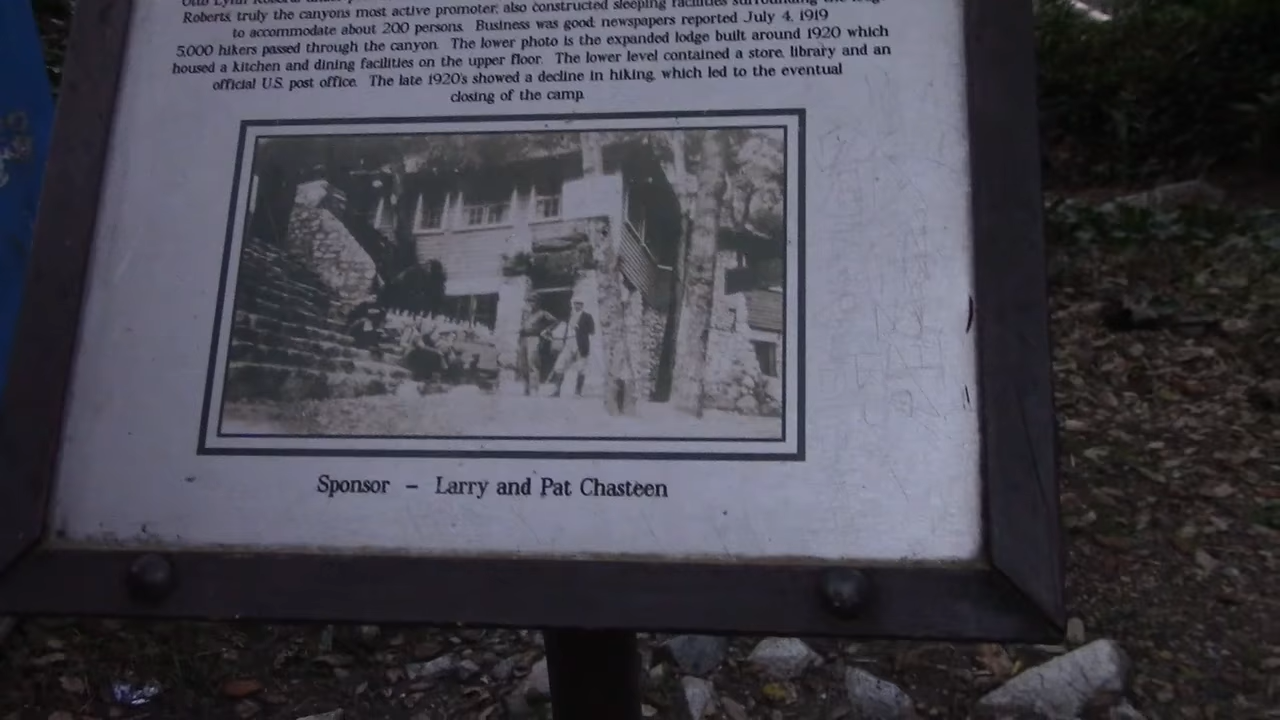 Roberts, truly the canyons most active promoter, also constructed sleeping facilities surrounding the
to accommodate about 200 persons. Business was good, newspapers reported July 4, 1919
5,000 hikers passed through the canyon. The lower photo is the expanded lodge built around 1920 which
housed a kitchen and dining facilities on the upper floor. The lower level contained a store, library and an
official U.S. post office. The late 1920's showed a decline in hiking, which led to the eventual
closing of the camp.
Sponsor – Larry and Pat Chasteen